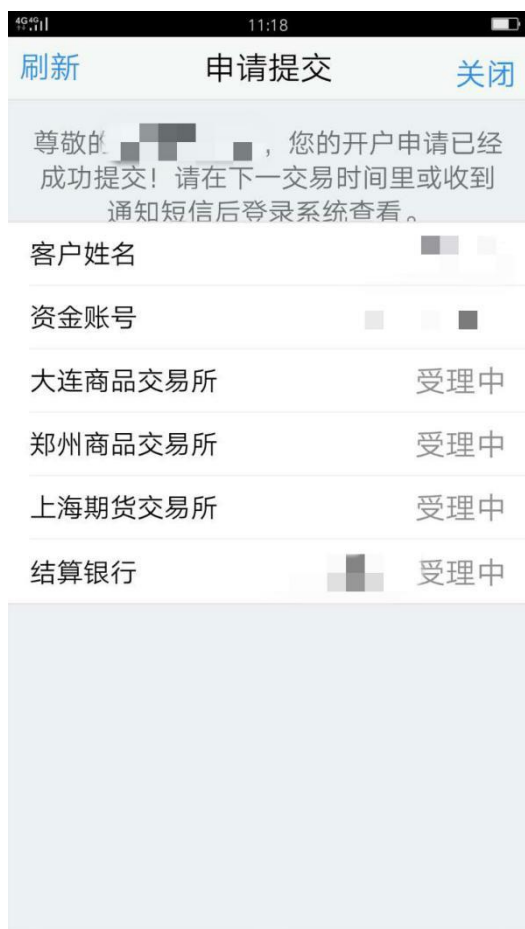 4G 4G
11:18
刷新 申请提交 关闭
尊敬的，您的开户申请已经
成功提交！请在下一交易时间里或收到
通知短信后登录系统查看。
客户姓名
资金账号
大连商品交易所 受理中
郑州商品交易所 受理中
上海期货交易所 受理中
结算银行 受理中